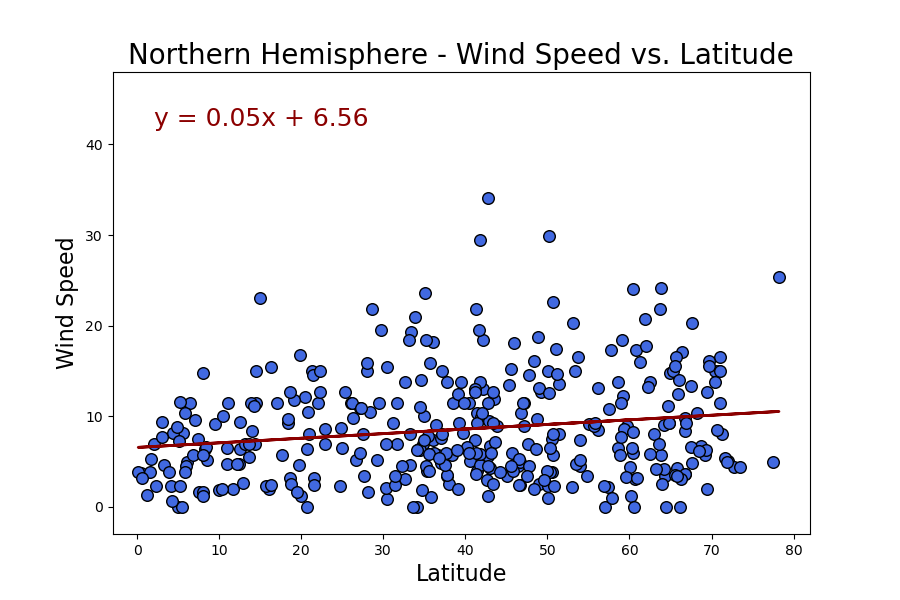 Northern Hemisphere - Wind Speed vs. Latitude
y = 0.05x + 6.56
40
30
20
10
0
Wind Speed
0 10 20 30 40 50 60 70 80
Latitude